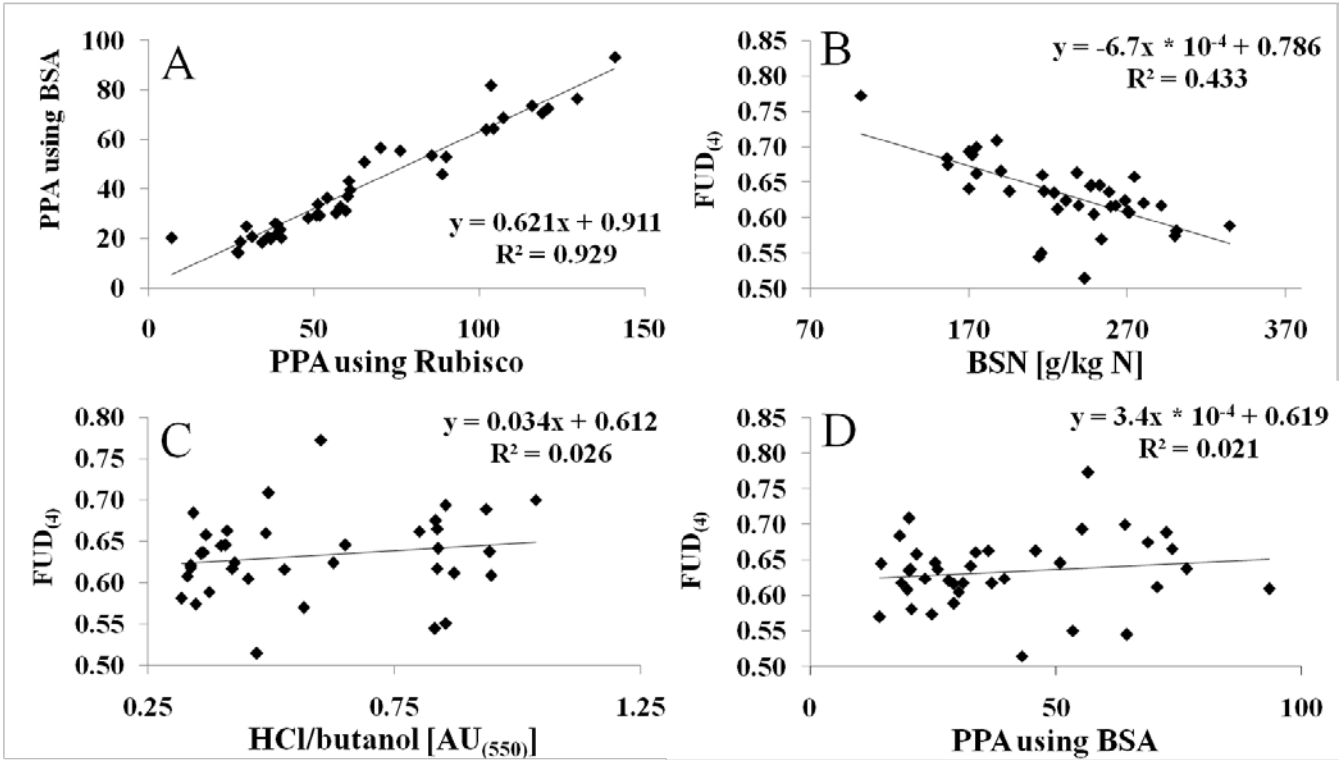 A
PPA using BSA
100
80
60
40
20
0
y = 0.621x + 0.911
R² = 0.929
0 50 100 150
PPA using Rubisco
B
y = -6.7x * 10⁻⁴ + 0.786
R² = 0.433
FUD(4)
0.85
0.80
0.75
0.70
0.65
0.60
0.55
0.50
70 170 270 370
BSN [g/kg N]
C
y = 0.034x + 0.612
R² = 0.026
FUD(4)
0.80
0.75
0.70
0.65
0.60
0.55
0.50
0.25 0.75 1.25
HCl/butanol [AU(550)]
D
y = 3.4x * 10⁻⁴ + 0.619
R² = 0.021
FUD(4)
0.85
0.80
0.75
0.70
0.65
0.60
0.55
0.50
0 50 100
PPA using BSA